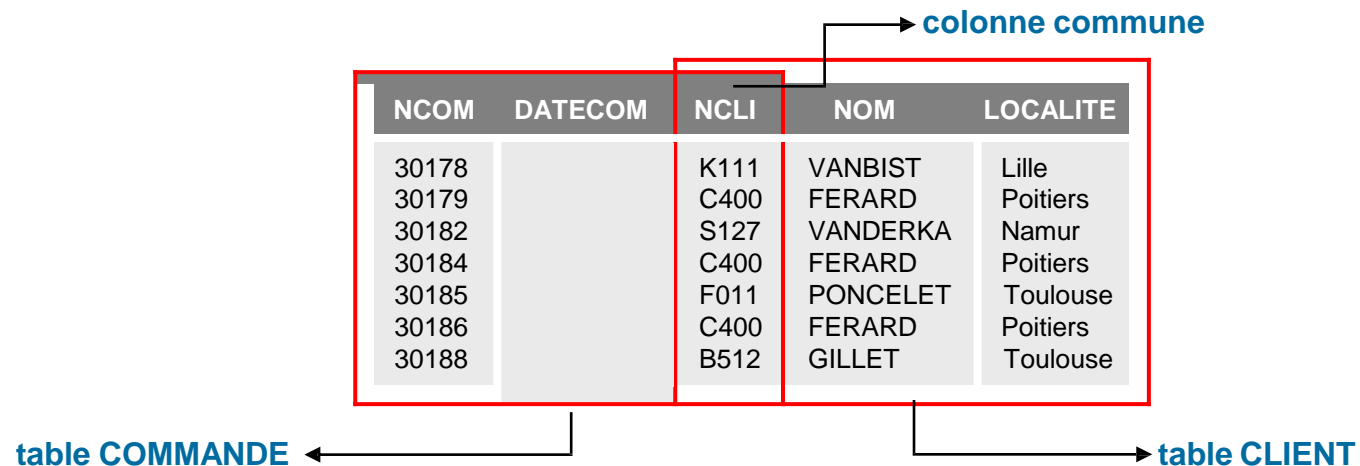 colonne commune
NCOM DATECOM NCLI NOM LOCALITE
30178 K111 VANBIST Lille
30179 C400 FERARD Poitiers
30182 S127 VANDERKA Namur
30184 C400 FERARD Poitiers
30185 F011 PONCELET Toulouse
30186 C400 FERARD Poitiers
30188 B512 GILLET Toulouse
table COMMANDE table CLIENT